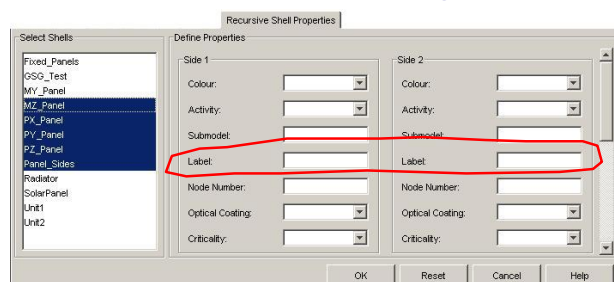 Recursive Shell Properties
Select Shells
Define Properties
Fixed_Panels
GSG_Test
MY_Panel
MZ_Panel
PX_Panel
PY_Panel
PZ_Panel
Panel_Sides
Radiator
SolarPanel
Unit1
Unit2
Side 1
Colour:
Activity:
Submodel:
Label:
Node Number:
Optical Coating:
Criticality:
Side 2
Colour:
Activity:
Submodel:
Label:
Node Number:
Optical Coating:
Criticality:
OK Reset Cancel Help